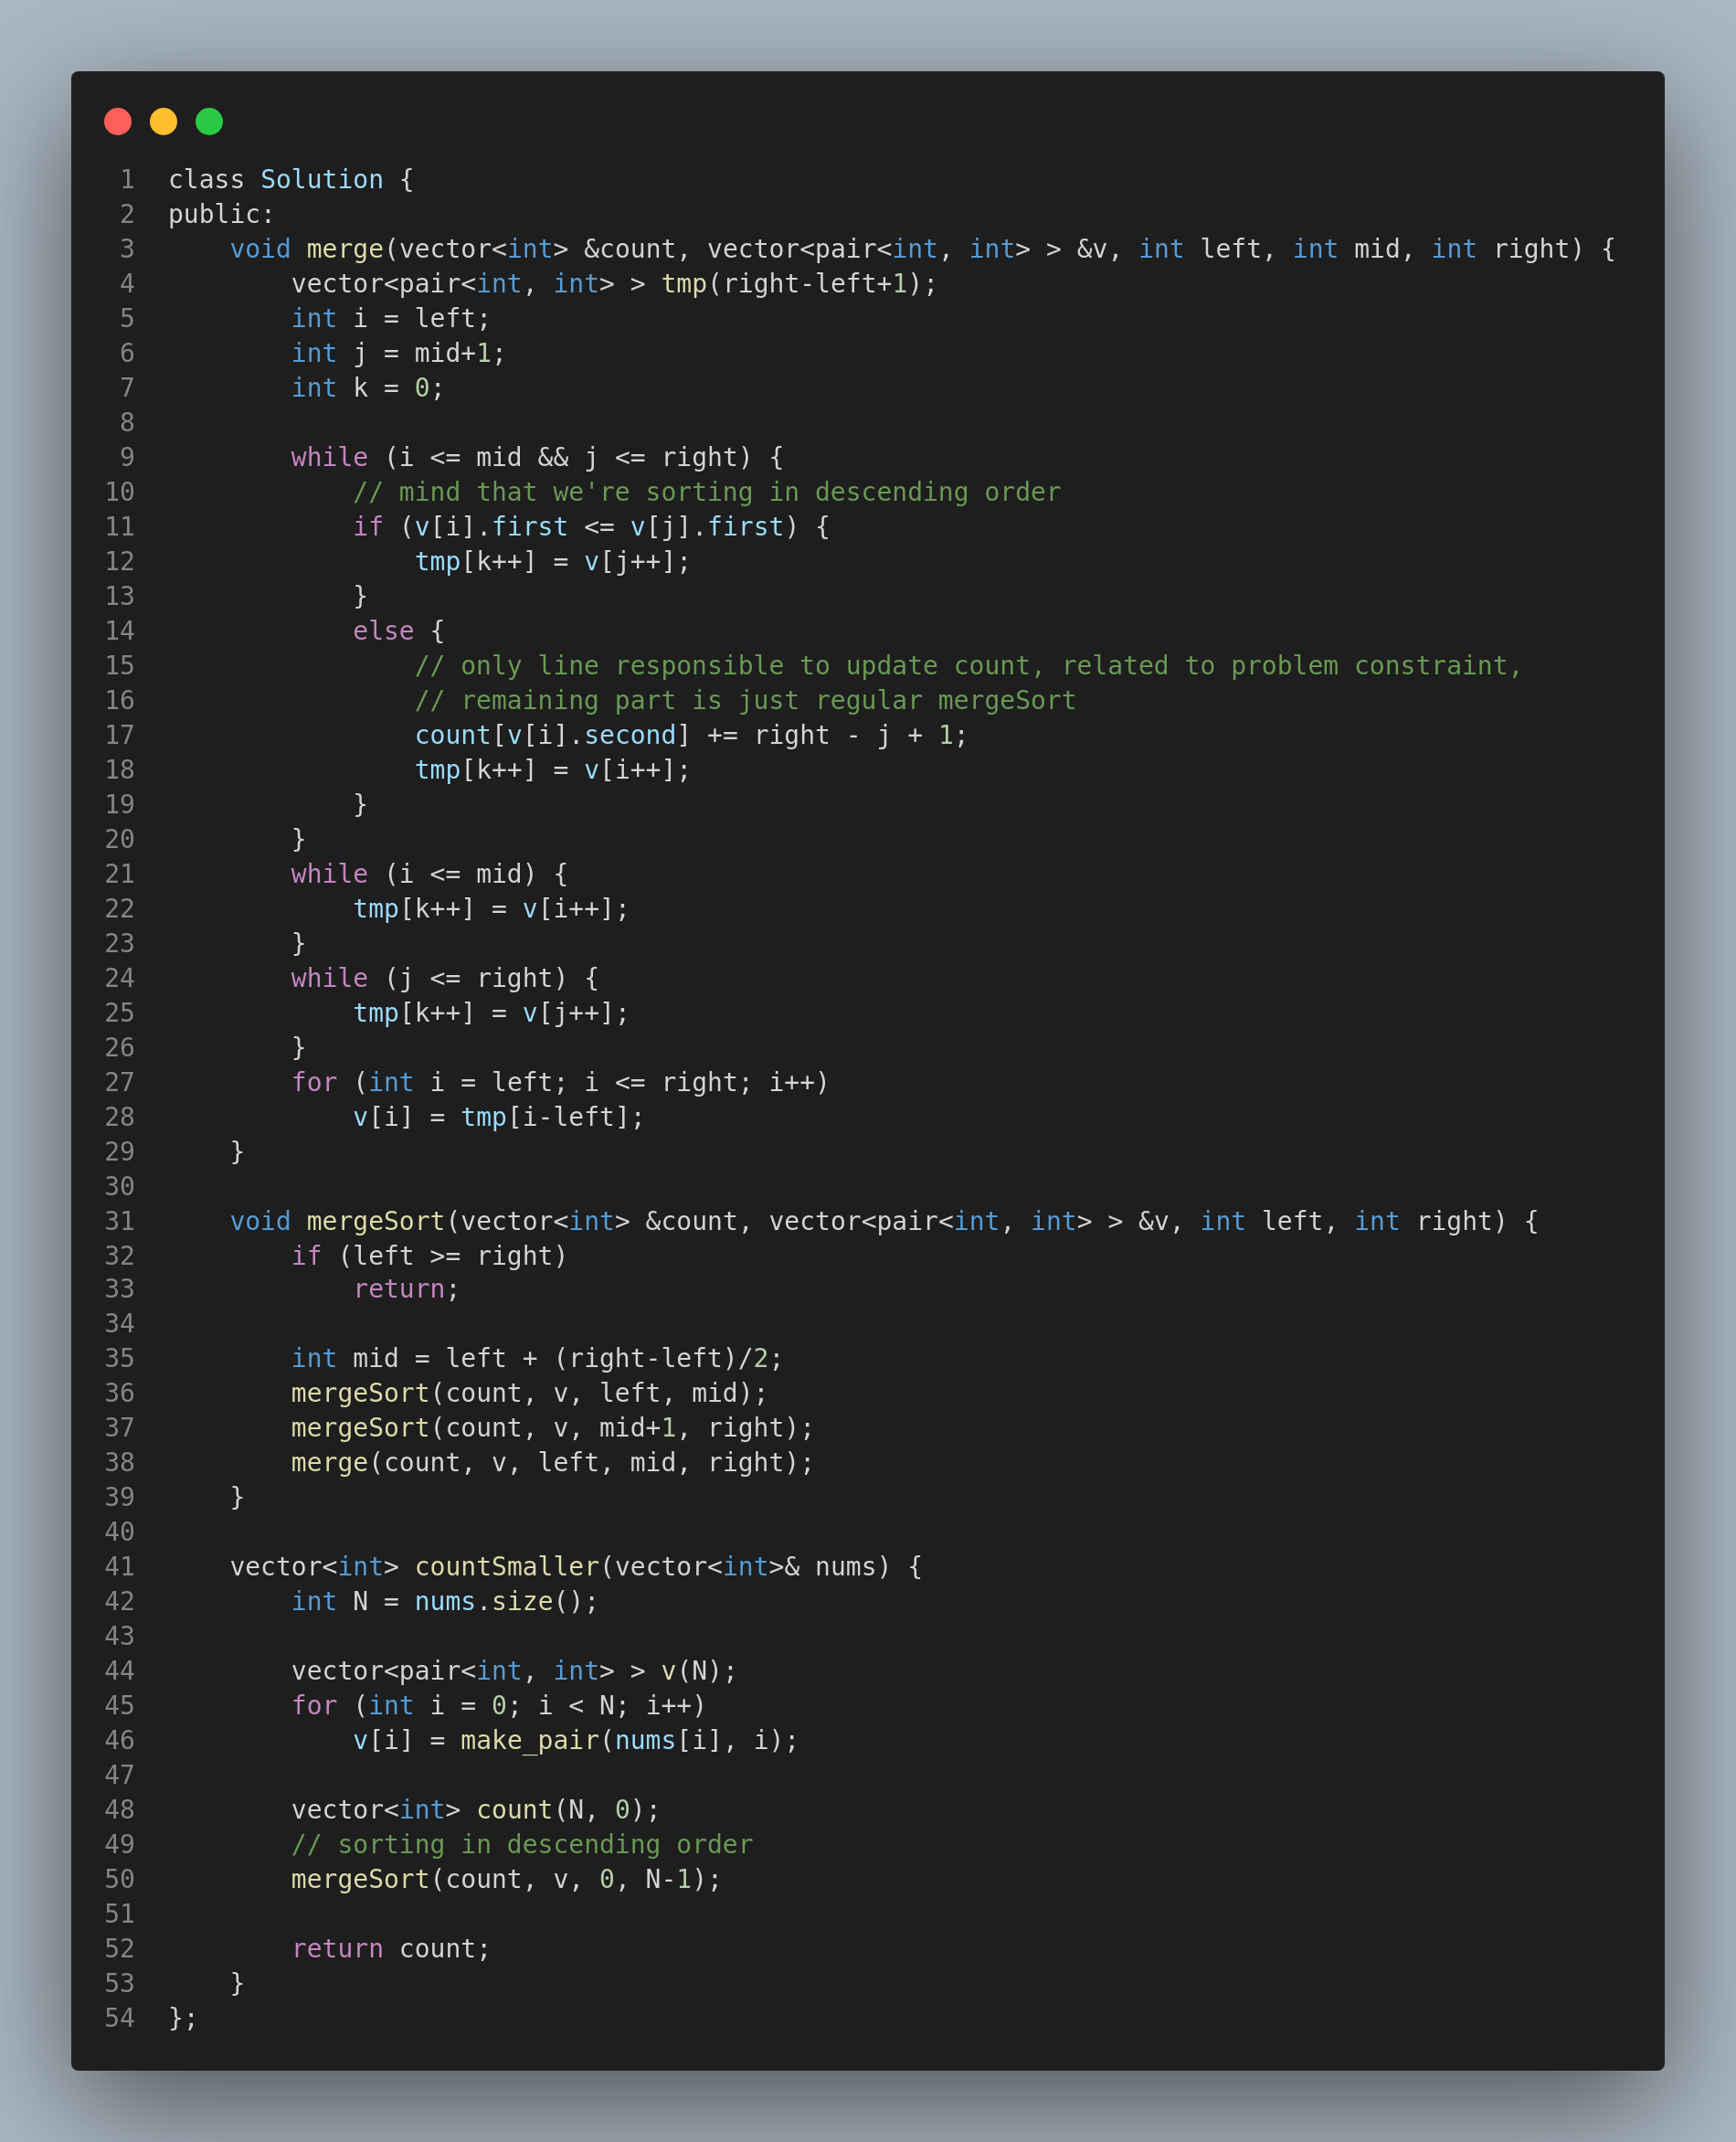 1 class Solution {
2 public:
3     void merge(vector<int> &count, vector<pair<int, int> > &v, int left, int mid, int right) {
4         vector<pair<int, int> > tmp(right-left+1);
5         int i = left;
6         int j = mid+1;
7         int k = 0;
8
9         while (i <= mid && j <= right) {
10             // mind that we're sorting in descending order
11             if (v[i].first <= v[j].first) {
12                 tmp[k++] = v[j++];
13             }
14             else {
15                 // only line responsible to update count, related to problem constraint,
16                 // remaining part is just regular mergeSort
17                 count[v[i].second] += right - j + 1;
18                 tmp[k++] = v[i++];
19             }
20         }
21         while (i <= mid) {
22             tmp[k++] = v[i++];
23         }
24         while (j <= right) {
25             tmp[k++] = v[j++];
26         }
27         for (int i = left; i <= right; i++)
28             v[i] = tmp[i-left];
29     }
30
31     void mergeSort(vector<int> &count, vector<pair<int, int> > &v, int left, int right) {
32         if (left >= right)
33             return;
34
35         int mid = left + (right-left)/2;
36         mergeSort(count, v, left, mid);
37         mergeSort(count, v, mid+1, right);
38         merge(count, v, left, mid, right);
39     }
40
41     vector<int> countSmaller(vector<int>& nums) {
42         int N = nums.size();
43
44         vector<pair<int, int> > v(N);
45         for (int i = 0; i < N; i++)
46             v[i] = make_pair(nums[i], i);
47
48         vector<int> count(N, 0);
49         // sorting in descending order
50         mergeSort(count, v, 0, N-1);
51
52         return count;
53     }
54 };